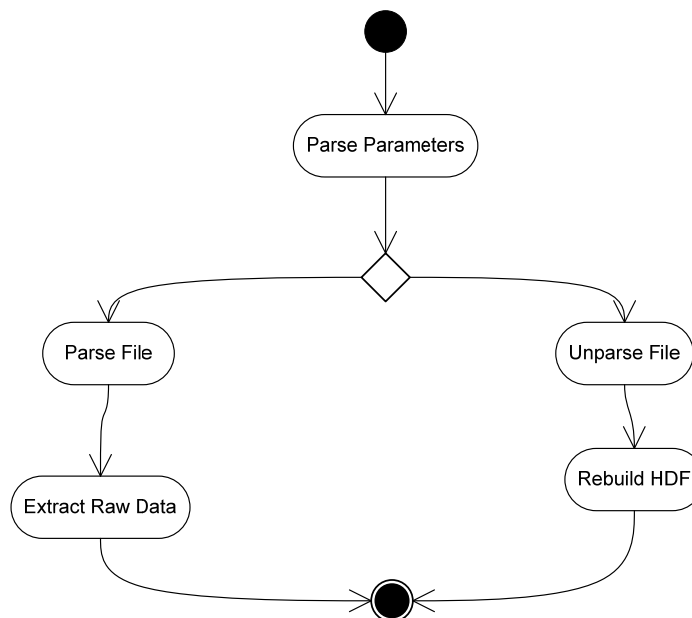 Parse Parameters
Parse File
Unparse File
Extract Raw Data
Rebuild HDF